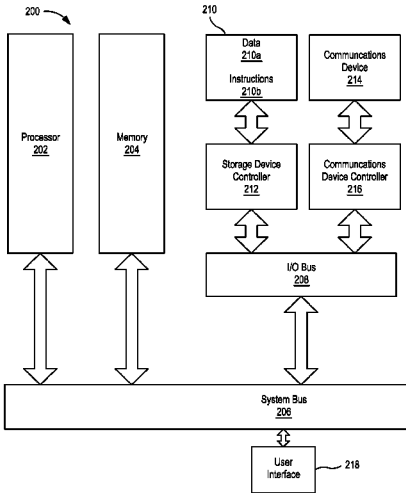 200
210
Data
210a
Instructions
210b
Communcations
Device
214
Processor
202
Memory
204
Storage Device
Controller
212
Communcations
Device Controller
216
I/O Bus
208
System Bus
206
User
Interface
218